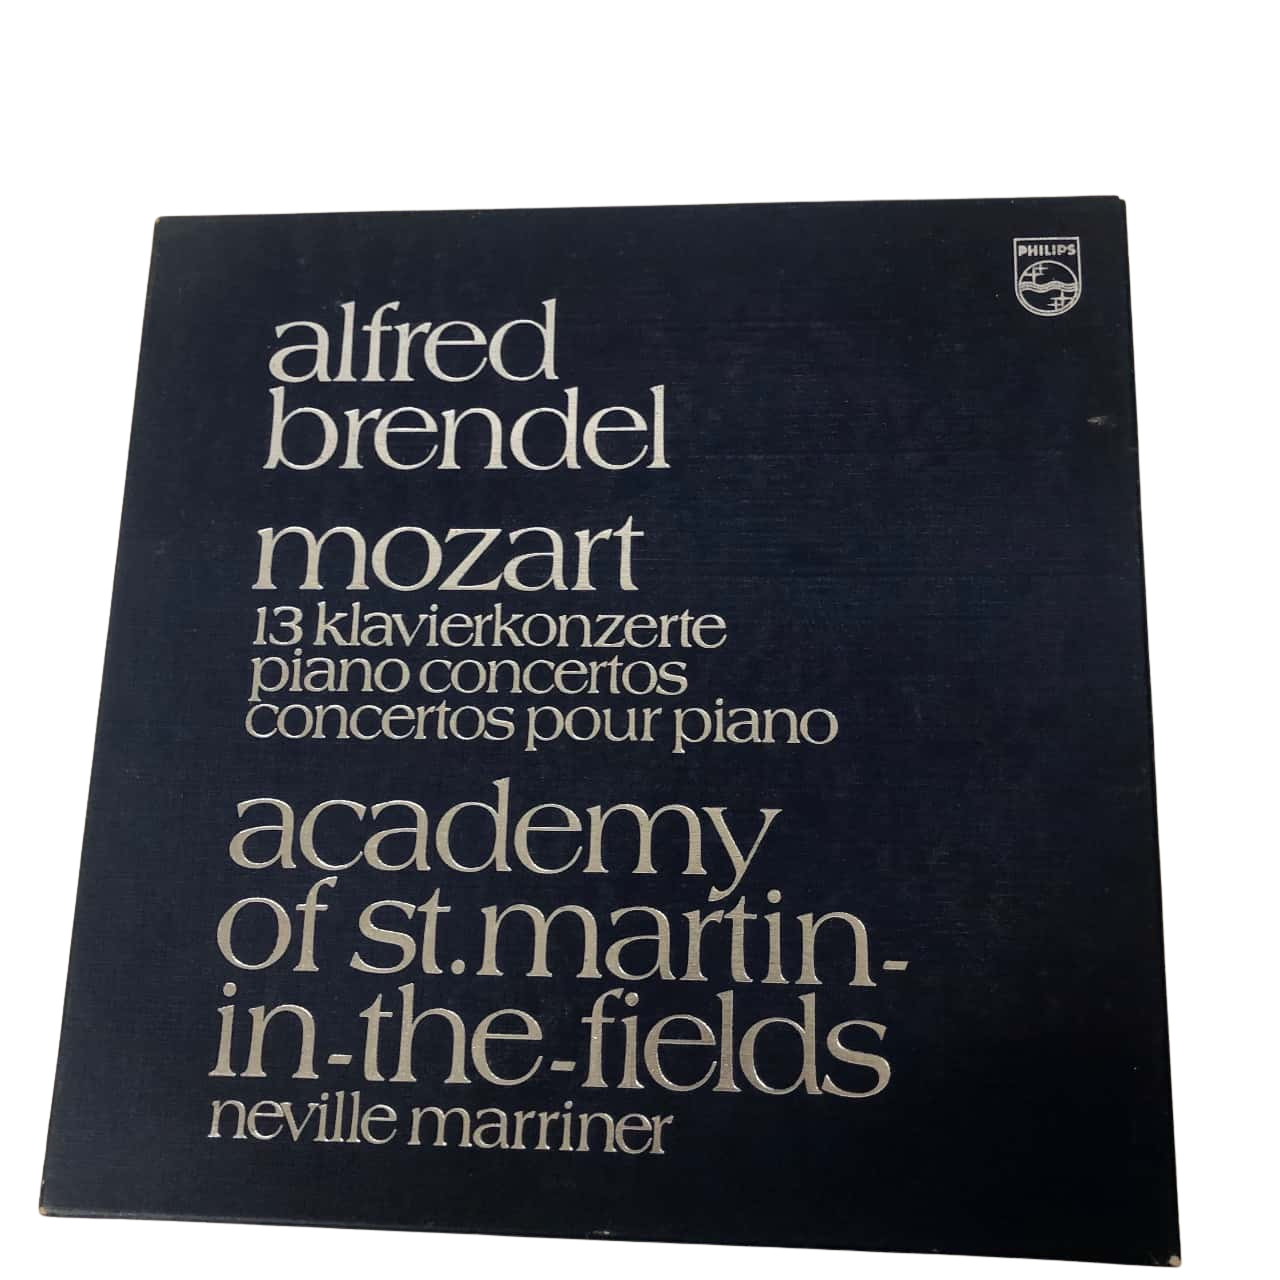 PHILIPS
alfred
brendel
mozart
13 klavierkonzerte
piano concertos
concertos pour piano
academy
of st. martin-
in-the-fields
neville marriner